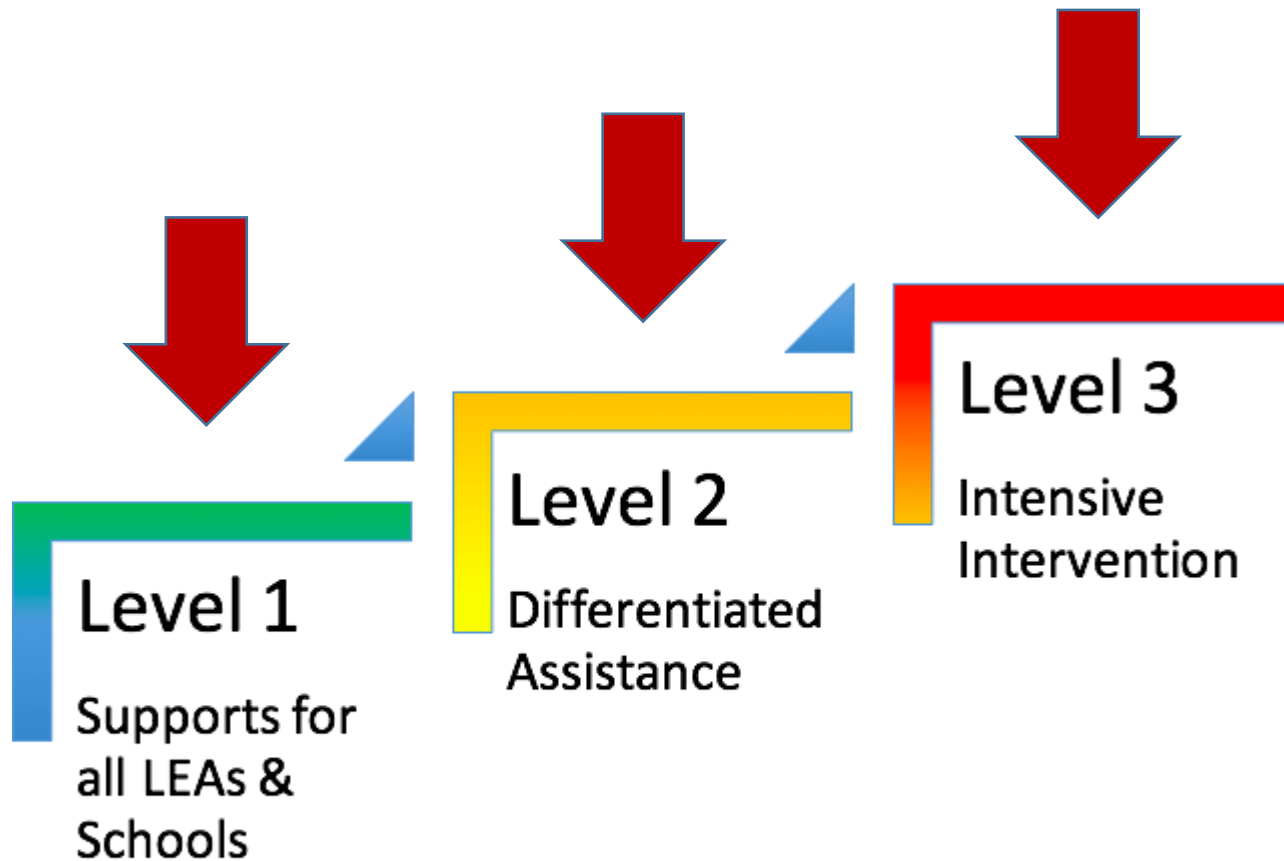 Level 1
Supports for
all LEAs &
Schools
Level 2
Differentiated
Assistance
Level 3
Intensive
Intervention